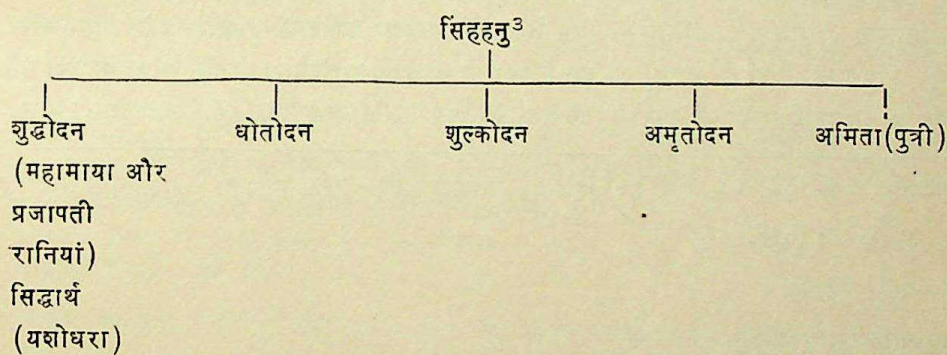 सिंहहनु³
शुद्धोदन धोतोदन शुल्कोदन अमृतोदन अमिता(पुत्री)
(महामाया और
प्रजापती
रानियां)
सिद्धार्थ
(यशोधरा)